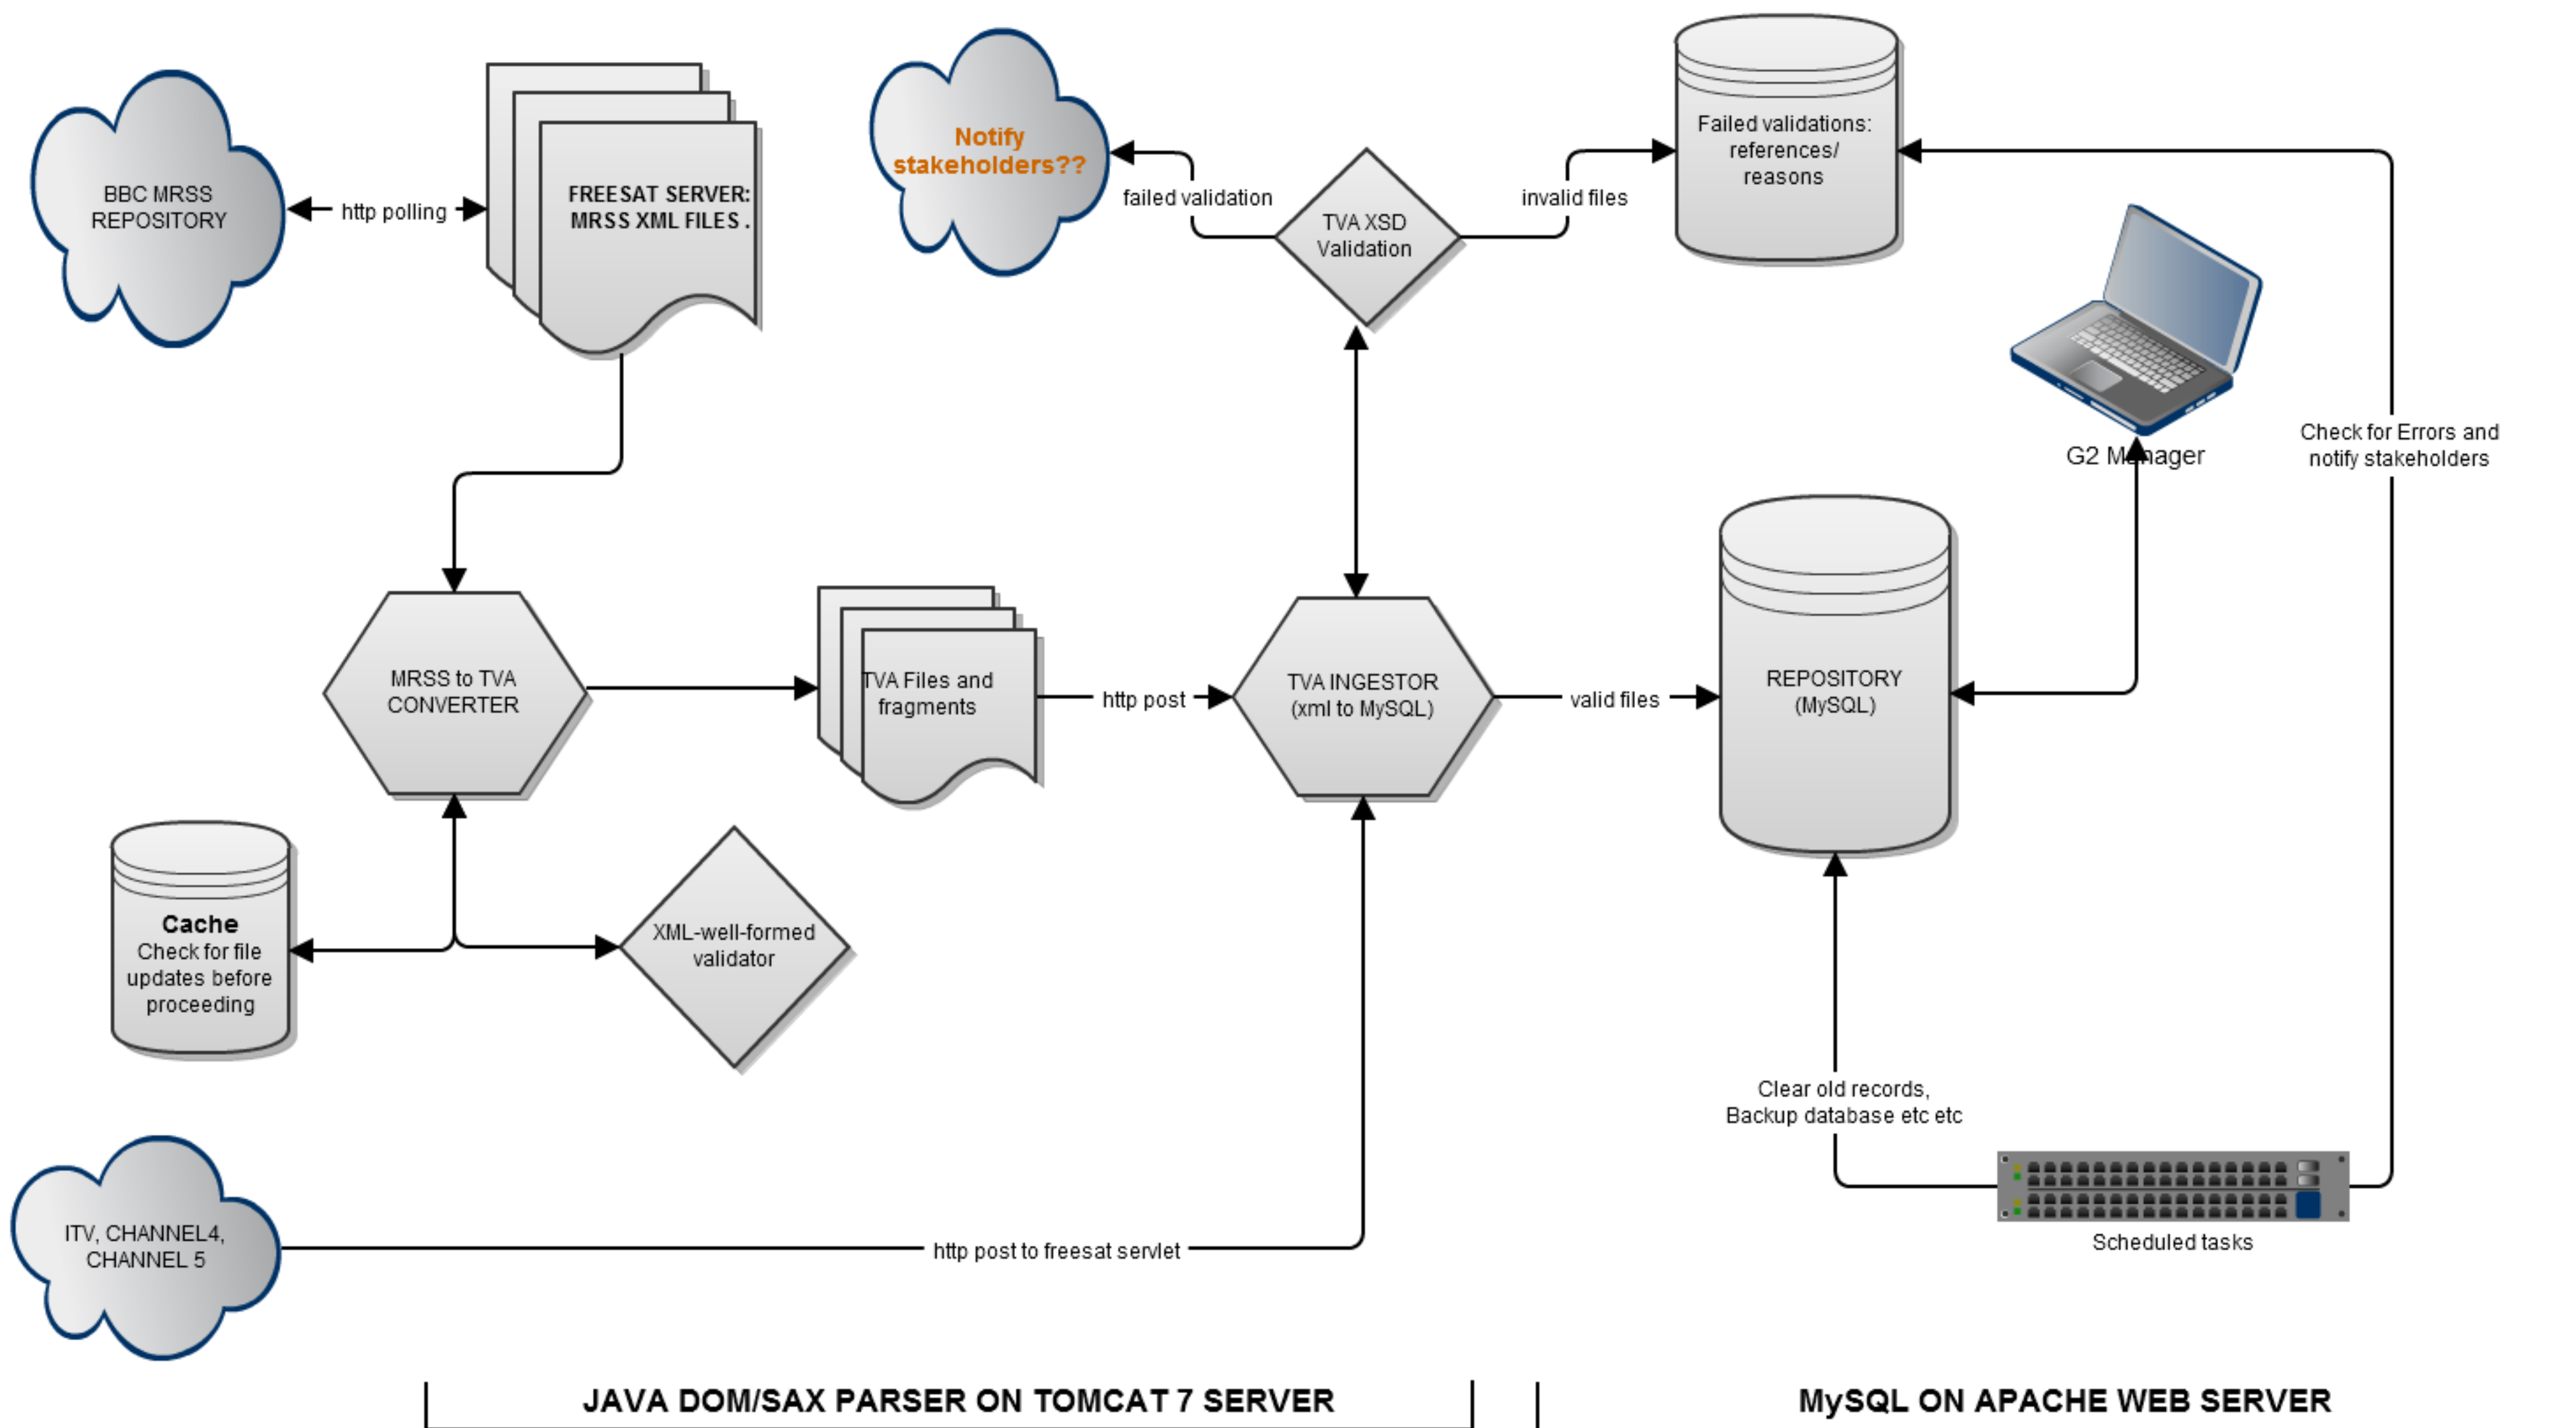 BBC MRSS
REPOSITORY
http polling
FREESAT SERVER:
MRSS XML FILES .
Notify
stakeholders??
failed validation
TVA XSD
Validation
invalid files
Failed validations:
references/
reasons
G2 Manager
Check for Errors and
notify stakeholders
MRSS to TVA
CONVERTER
TVA Files and
fragments
http post
TVA INGESTOR
(xml to MySQL)
valid files
REPOSITORY
(MySQL)
Cache
Check for file
updates before
proceeding
XML-well-formed
validator
Clear old records,
Backup database etc etc
Scheduled tasks
ITV, CHANNEL4,
CHANNEL 5
http post to freesat servlet
JAVA DOM/SAX PARSER ON TOMCAT 7 SERVER
MySQL ON APACHE WEB SERVER